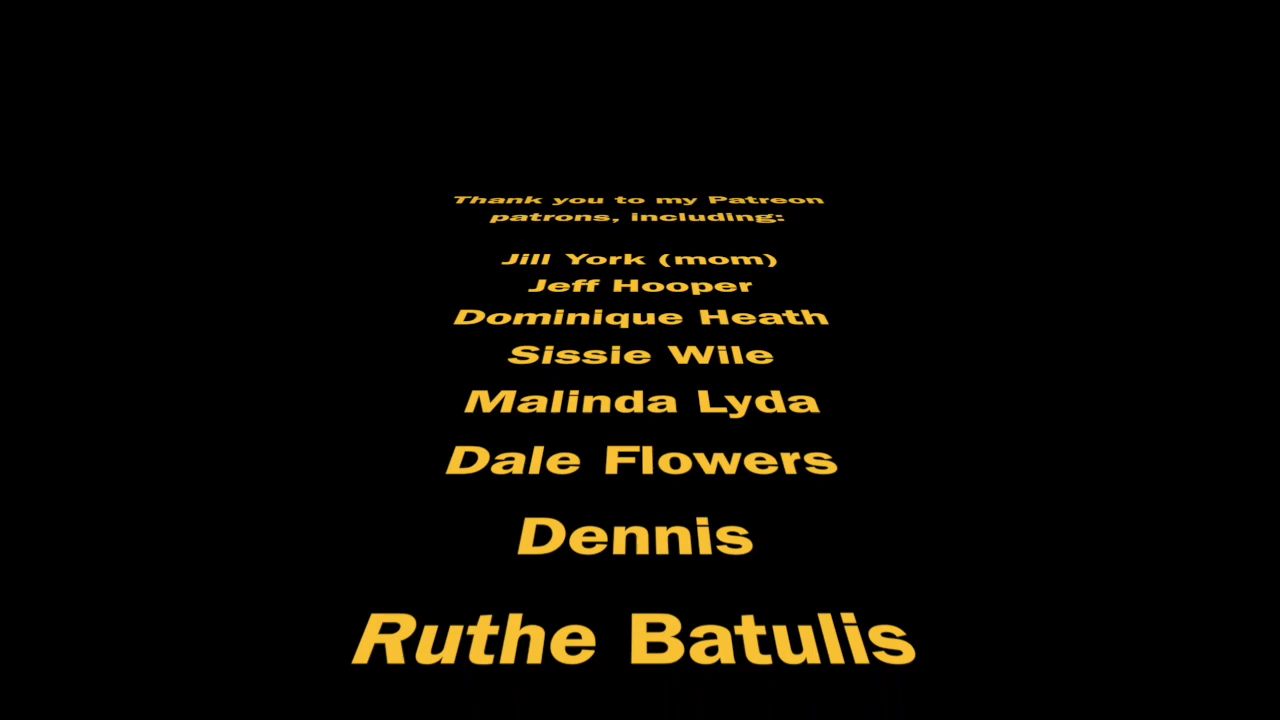 Thank you to my Patreon
patrons, including:
Jill York (mom)
Jeff Hooper
Dominique Heath
Sissie Wile
Malinda Lyda
Dale Flowers
Dennis
Ruthe Batulis